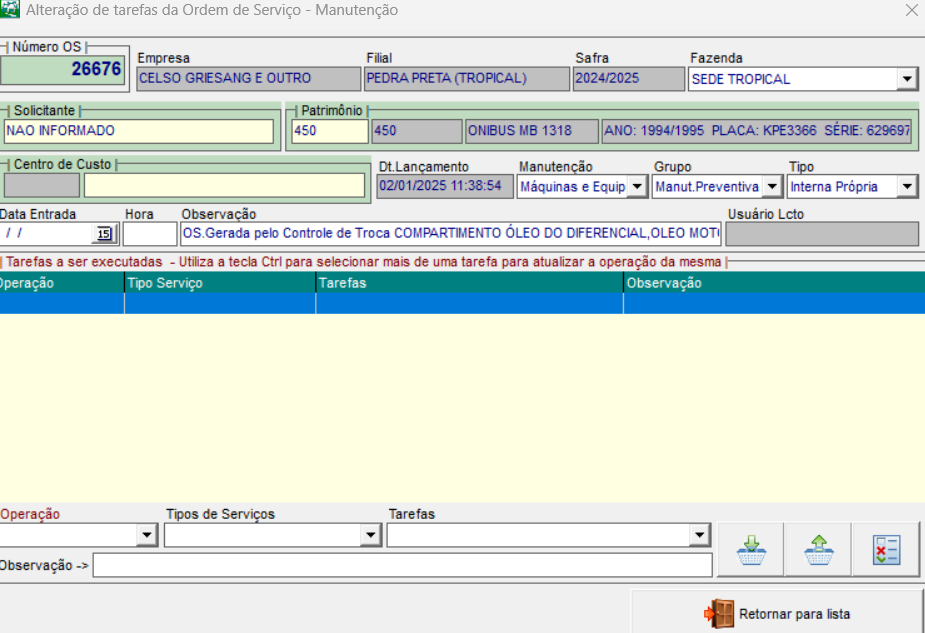 Alteração de tarefas da Ordem de Serviço - Manutenção
Número OS
26676
Empresa
CELSO GRIESANG E OUTRO
Filial
PEDRA PRETA (TROPICAL)
Safra
2024/2025
Fazenda
SEDE TROPICAL
Solicitante
NAO INFORMADO
Patrimônio
450
450
ONIBUS MB 1318
ANO: 1994/1995 PLACA: KPE3366 SÉRIE: 629697
Centro de Custo
Dt.Lançamento
02/01/2025 11:38:54
Manutenção
Máquinas e Equip
Grupo
Manut.Preventiva
Tipo
Interna Própria
Data Entrada
/ /
15
Hora
Observação
OS.Gerada pelo Controle de Troca COMPARTIMENTO ÓLEO DO DIFERENCIAL,OLEO MOT
Usuário Lcto
Tarefas a ser executadas - Utiliza a tecla Ctrl para selecionar mais de uma tarefa para atualizar a operação da mesma
Operação
Tipo Serviço
Tarefas
Observação
Operação
Tipos de Serviços
Tarefas
Observação ->
Retornar para lista